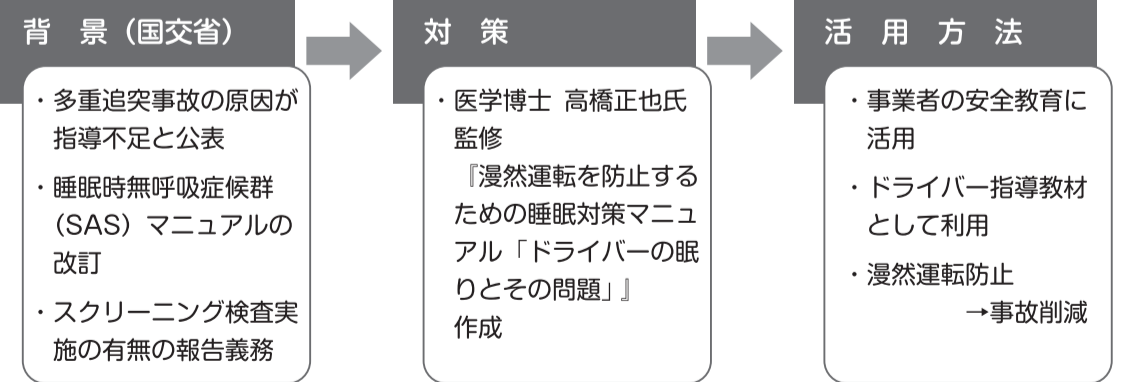 背 景（国交省）
・多重追突事故の原因が
指導不足と公表
・睡眠時無呼吸症候群
（SAS）マニュアルの
改訂
・スクリーニング検査実
施の有無の報告義務
対 策
・医学博士 高橋正也氏
監修
『漫然運転を防止する
ための睡眠対策マニュ
アル「ドライバーの眠
りとその問題」』
作成
活 用 方 法
・事業者の安全教育に
活用
・ドライバー指導教材
として利用
・漫然運転防止
→事故削減